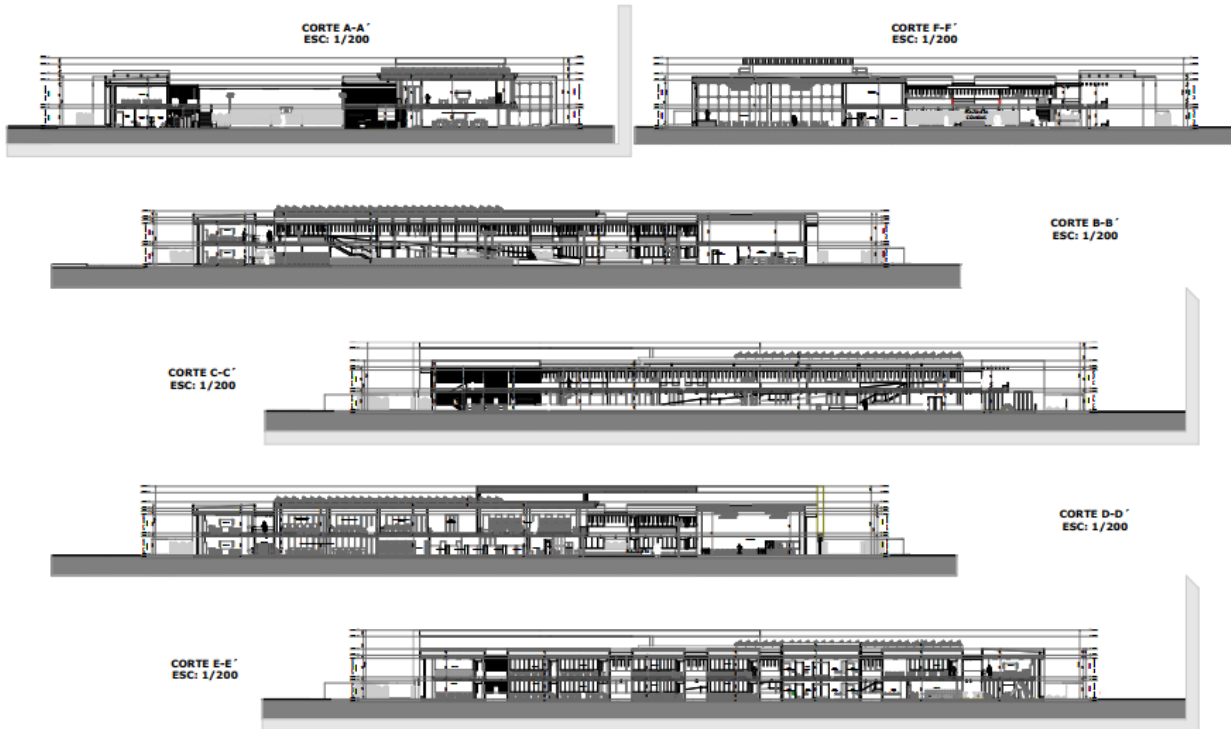 CORTE A-A´
ESC: 1/200
CORTE F-F´
ESC: 1/200
CORTE B-B´
ESC: 1/200
CORTE C-C´
ESC: 1/200
CORTE D-D´
ESC: 1/200
CORTE E-E´
ESC: 1/200